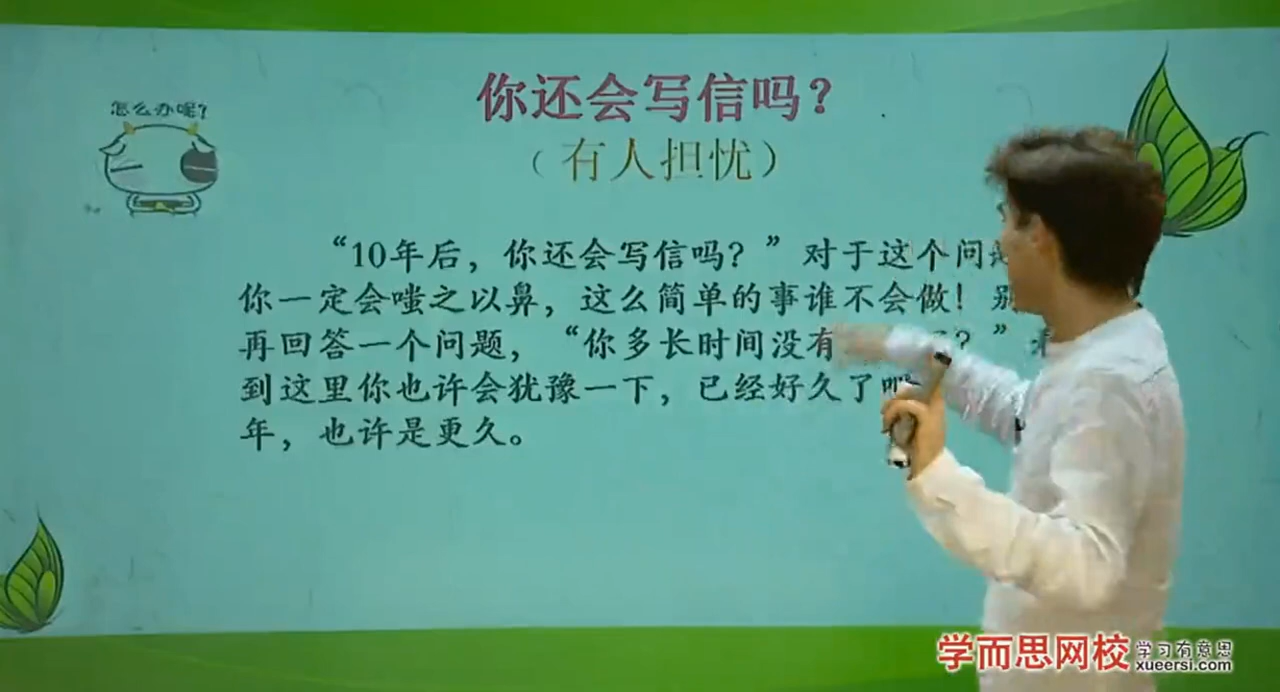 怎么办呢？
你还会写信吗？
（有人担忧）
“10年后，你还会写信吗？”对于这个问
你一定会嗤之以鼻，这么简单的事谁不会做！别
再回答一个问题，“你多长时间没有？”
到这里你也许会犹豫一下，已经好久了吧
年，也许是更久。
学而思网校
学习有意思
xueersi.com